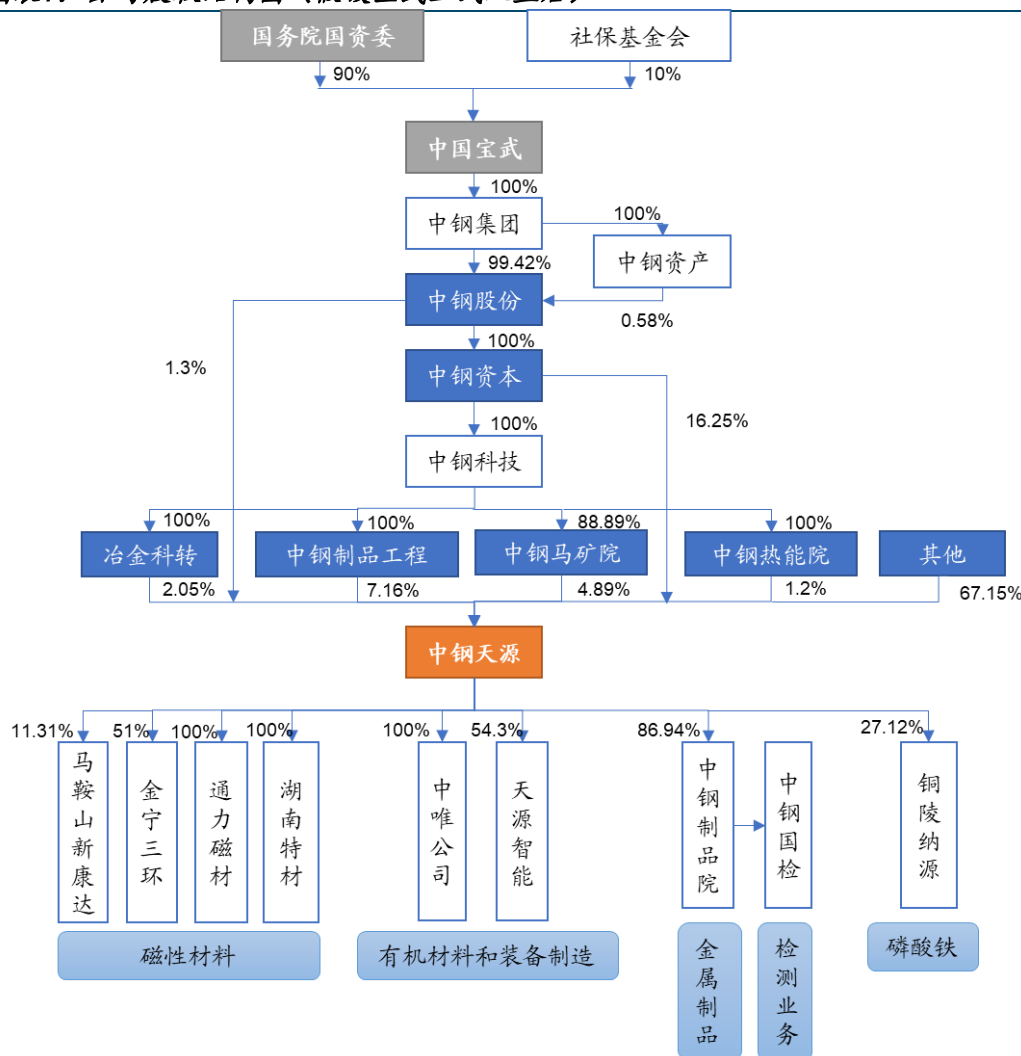 国务院国资委
社保基金会
90%
10%
中国宝武
100%
中钢集团
100%
中钢资产
99.42%
中钢股份
0.58%
100%
1.3%
中钢资本
16.25%
100%
中钢科技
100%
100%
88.89%
100%
冶金科转
中钢制品工程
中钢马矿院
中钢热能院
其他
2.05%
7.16%
4.89%
1.2%
67.15%
中钢天源
11.31%
51%
100%
100%
100%
54.3%
86.94%
27.12%
马鞍山新康达
金宁三环
通力磁材
湖南特材
中唯公司
天源智能
中钢制品院
中钢国检
铜陵纳源
磁性材料
有机材料和装备制造
金属制品
检测业务
磷酸铁